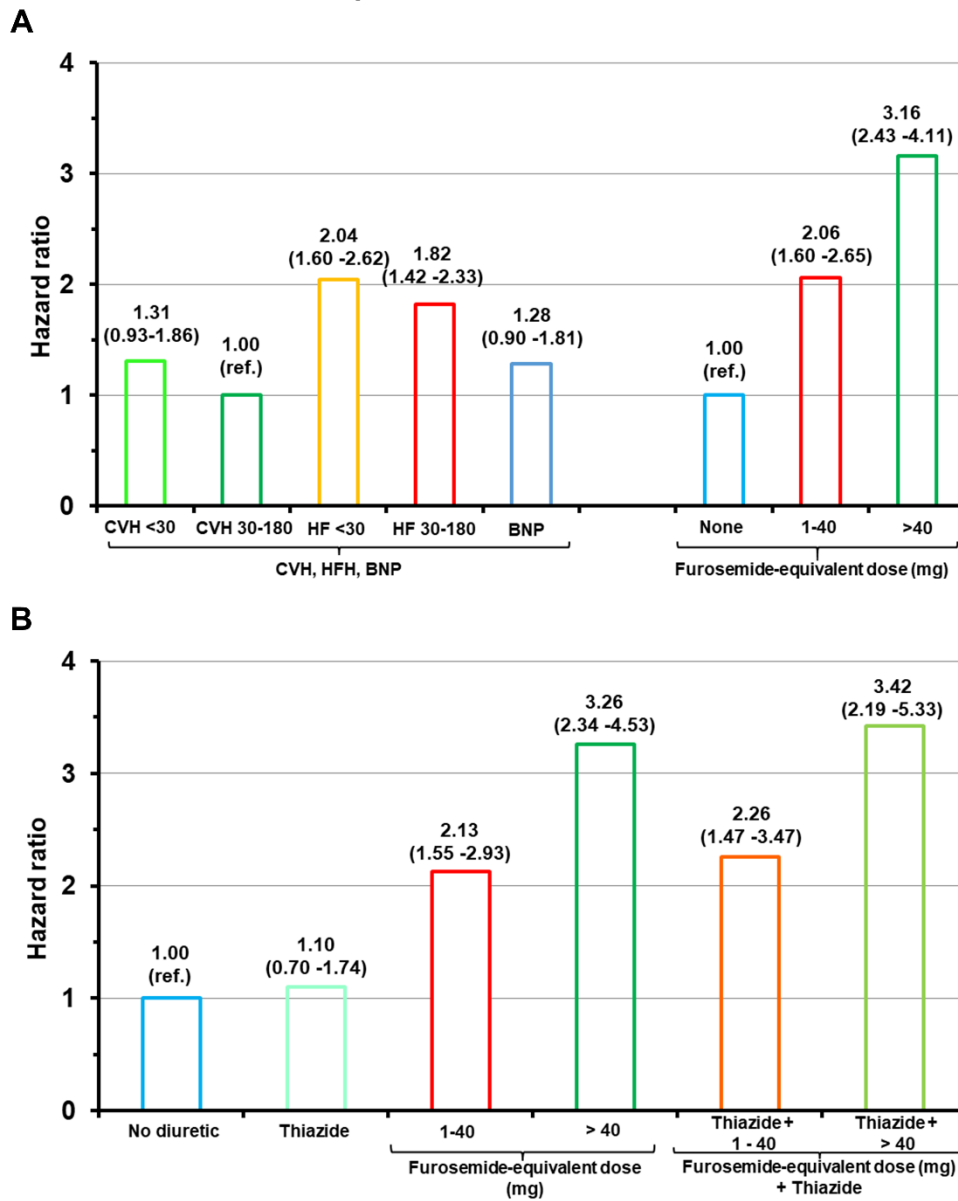 A
Hazard ratio
4
3
2
1
0
1.31
(0.93-1.86)
1.00
(ref.)
2.04
(1.60 -2.62)
1.82
(1.42 -2.33)
1.28
(0.90 -1.81)
1.00
(ref.)
2.06
(1.60 -2.65)
3.16
(2.43 -4.11)
CVH <30 CVH 30-180 HF <30 HF 30-180 BNP None 1-40 >40
CVH, HFH, BNP Furosemide-equivalent dose (mg)
B
Hazard ratio
4
3
2
1
0
1.00
(ref.)
1.10
(0.70 -1.74)
2.13
(1.55 -2.93)
3.26
(2.34 -4.53)
2.26
(1.47 -3.47)
3.42
(2.19 -5.33)
No diuretic Thiazide 1-40 > 40
Thiazide+ Thiazide+
1 - 40 > 40
Furosemide-equivalent dose
(mg)
Furosemide-equivalent dose (mg)
+ Thiazide